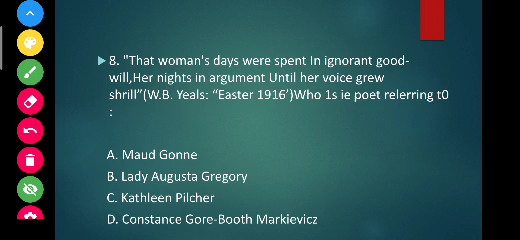 8. "That woman's days were spent In ignorant good-
will,Her nights in argument Until her voice grew
shrill”(W.B. Yeals: “Easter 1916’)Who 1s ie poet relerring t0
:
A. Maud Gonne
B. Lady Augusta Gregory
C. Kathleen Pilcher
D. Constance Gore-Booth Markievicz